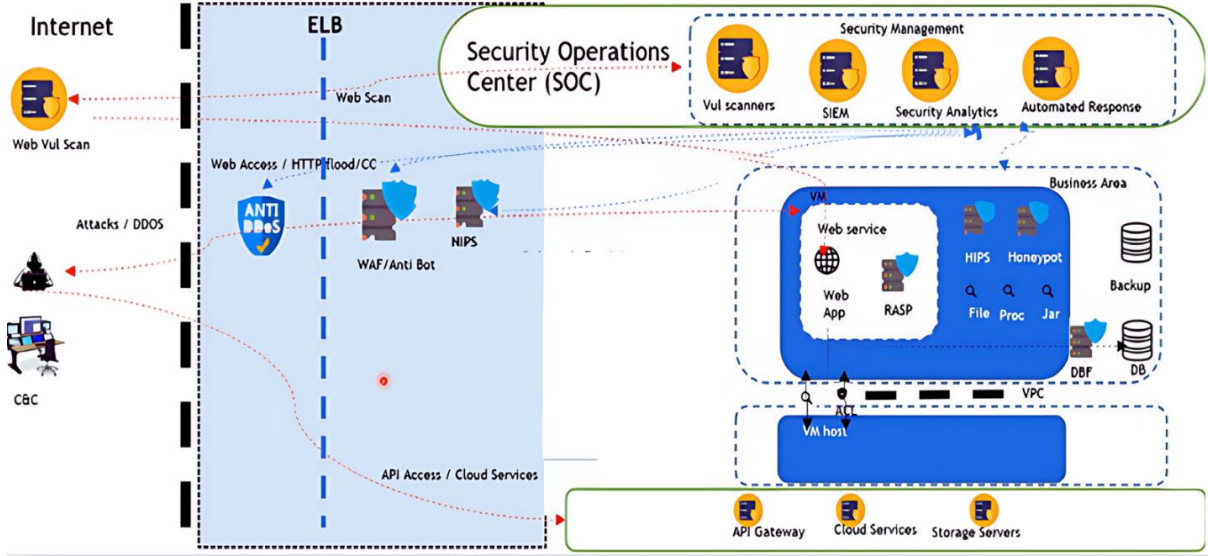 Internet
ELB
Security Operations
Center (SOC)
Security Management
Vul scanners
SIEM
Security Analytics
Automated Response
Web Vul Scan
Web Scan
Web Access / HTTP flood/CC
ANTI
DDoS
WAF/Anti Bot
NIPS
Attacks / DDOS
C&C
Business Area
VM
Web service
Web
App
RASP
HIPS
Honeypot
File
Proc
Jar
Backup
DBF
DB
ACL
VPC
VM host
API Access / Cloud Services
API Gateway
Cloud Services
Storage Servers